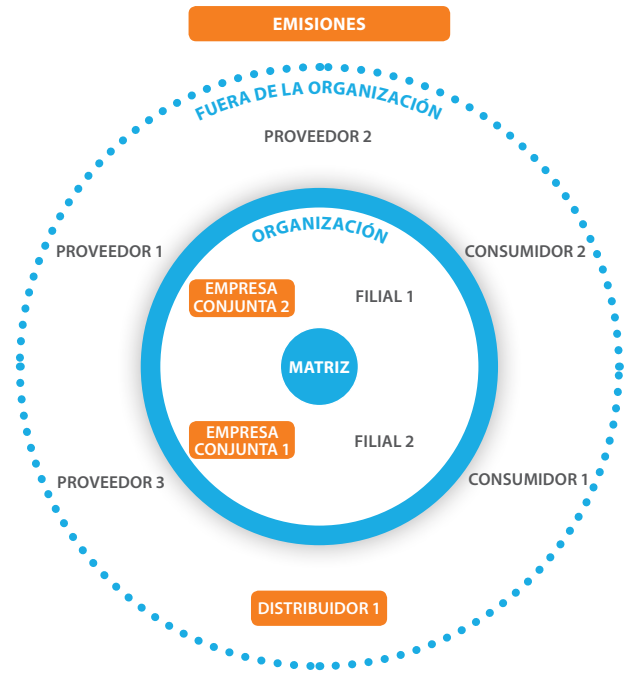 EMISIONES
FUERA DE LA ORGANIZACIÓN
PROVEEDOR 2
ORGANIZACIÓN
PROVEEDOR 1
CONSUMIDOR 2
EMPRESA
CONJUNTA 2
FILIAL 1
MATRIZ
EMPRESA
CONJUNTA 1
FILIAL 2
PROVEEDOR 3
CONSUMIDOR 1
DISTRIBUIDOR 1